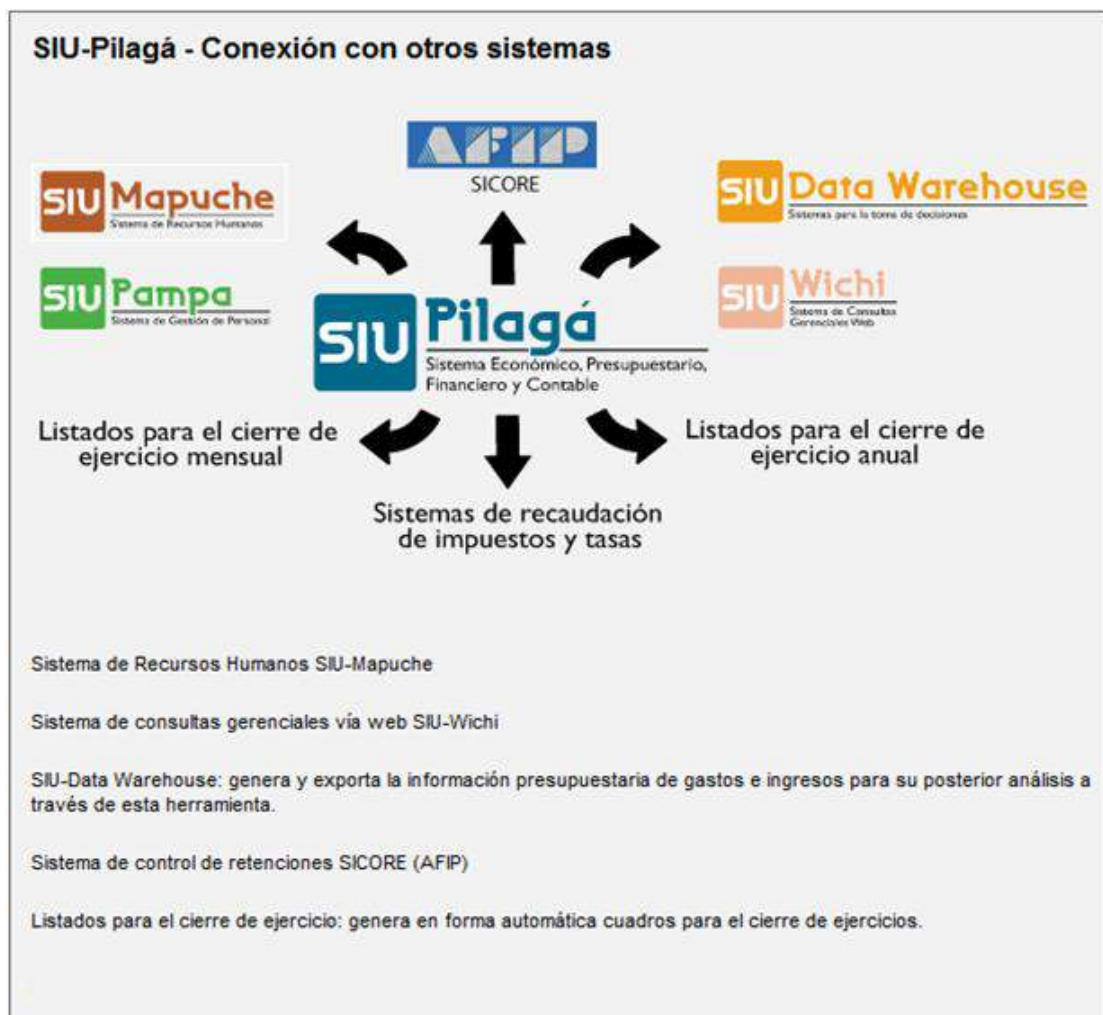 SIU-Pilagá - Conexión con otros sistemas
AFIP
SICORE
SIU Mapuche
Sistema de Recursos Humanos
SIU Data Warehouse
Sistemas para la toma de decisiones
SIU Pampa
Sistema de Gestión de Personal
SIU Wichi
Sistema de Consultas
Gerenciales Web
SIU Pilagá
Sistema Económico, Presupuestario,
Financiero y Contable
Listados para el cierre de
ejercicio mensual
Listados para el cierre de
ejercicio anual
Sistemas de recaudación
de impuestos y tasas
Sistema de Recursos Humanos SIU-Mapuche
Sistema de consultas gerenciales vía web SIU-Wichi
SIU-Data Warehouse: genera y exporta la información presupuestaria de gastos e ingresos para su posterior análisis a
través de esta herramienta.
Sistema de control de retenciones SICORE (AFIP)
Listados para el cierre de ejercicio: genera en forma automática cuadros para el cierre de ejercicios.